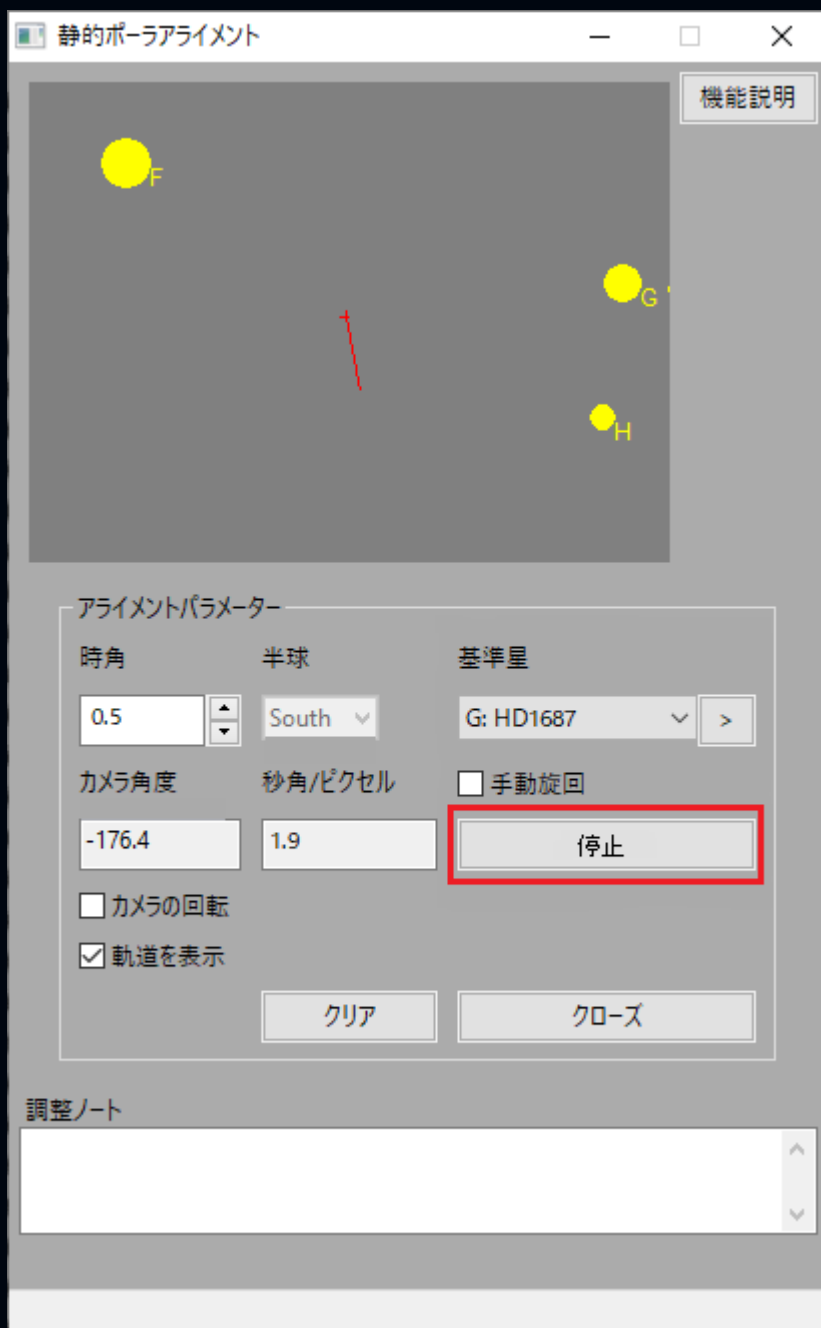 静的ポーラアライメント
機能説明
F
G
H
アライメントパラメーター
時角 半球 基準星
0.5 South G: HD1687 >
カメラ角度 秒角/ピクセル 手動旋回
-176.4 1.9 停止
カメラの回転
軌道を表示
クリア クローズ
調整ノート